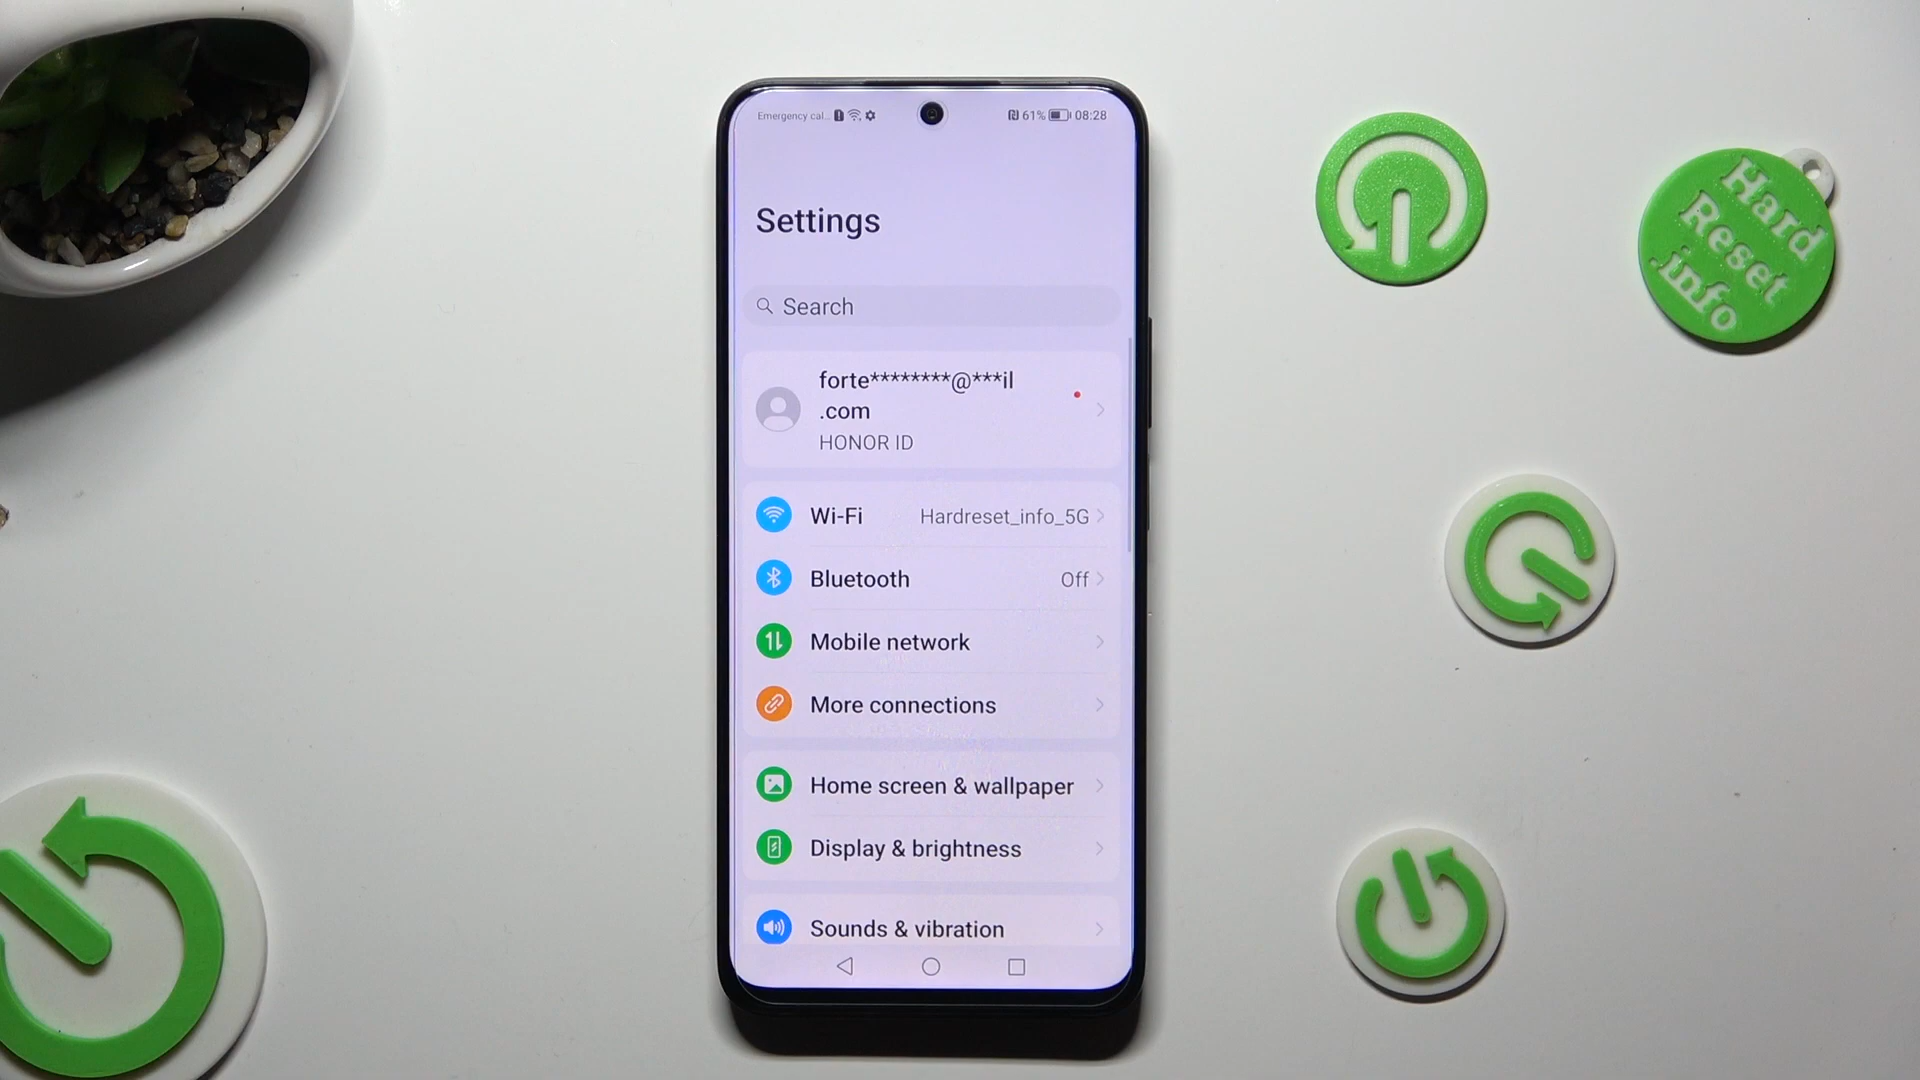 Emergency cal... 61% 08:28
Settings
Search
forte********@***il
.com
HONOR ID
Wi-Fi Hardreset_info_5G
Bluetooth Off
Mobile network
More connections
Home screen & wallpaper
Display & brightness
Sounds & vibration
Hard
Reset
.info